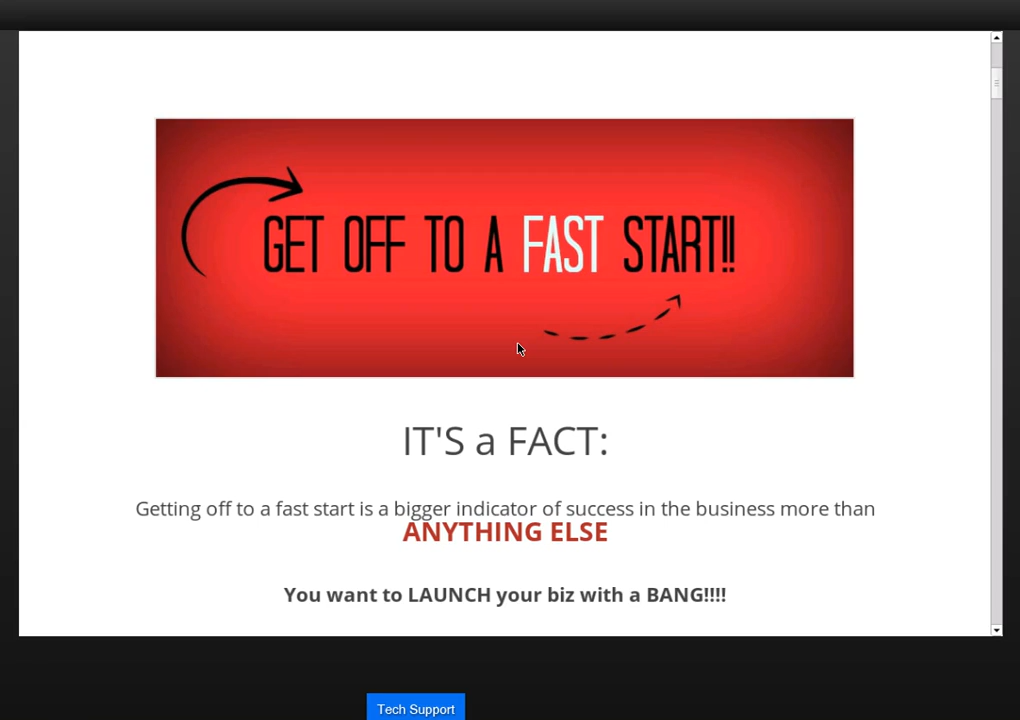 GET OFF TO A FAST START!!
IT'S a FACT:
Getting off to a fast start is a bigger indicator of success in the business more than
ANYTHING ELSE
You want to LAUNCH your biz with a BANG!!!!
Tech Support